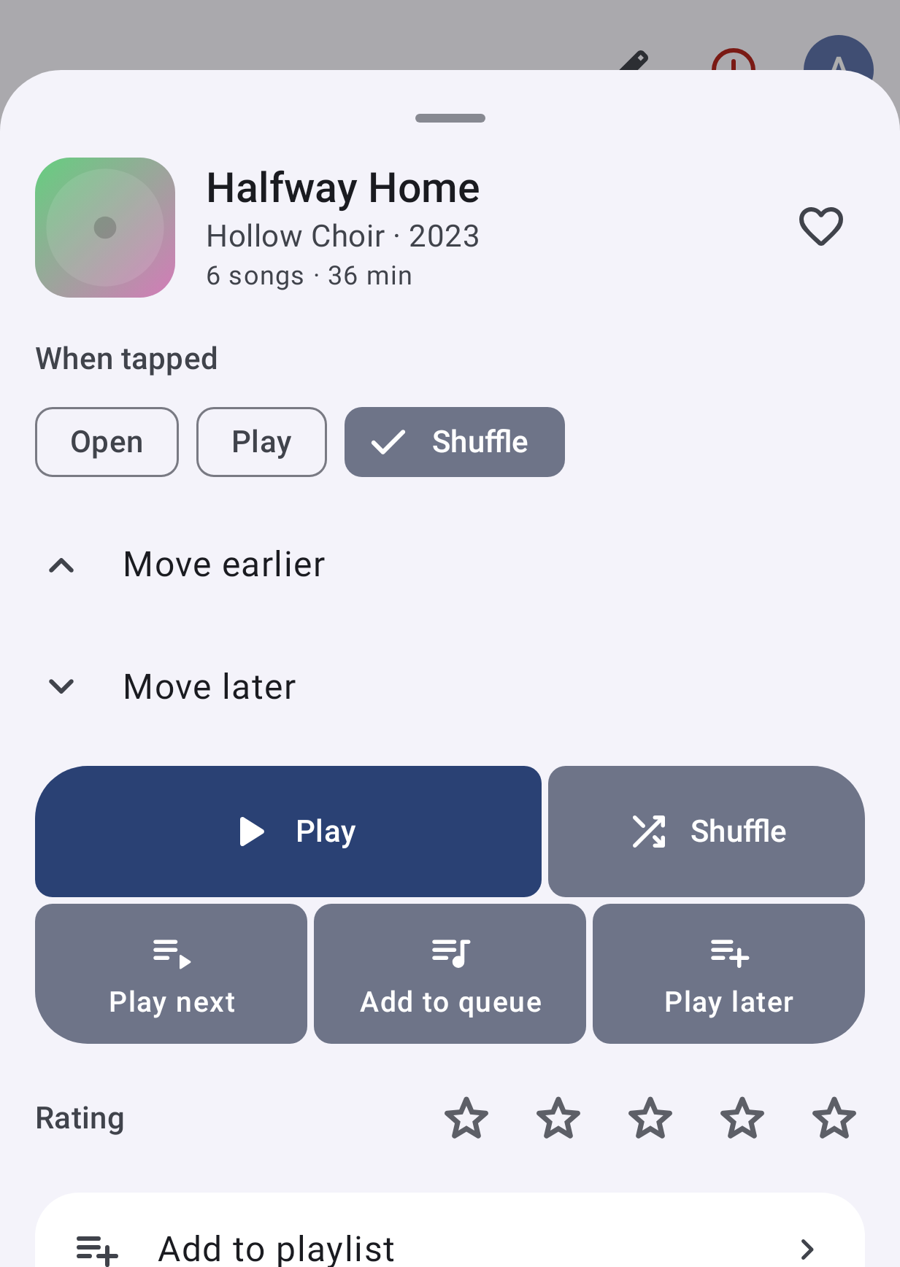 Halfway Home
Hollow Choir · 2023
6 songs · 36 min
When tapped
Open
Play
Shuffle
Move earlier
Move later
Play
Shuffle
Play next
Add to queue
Play later
Rating
Add to playlist